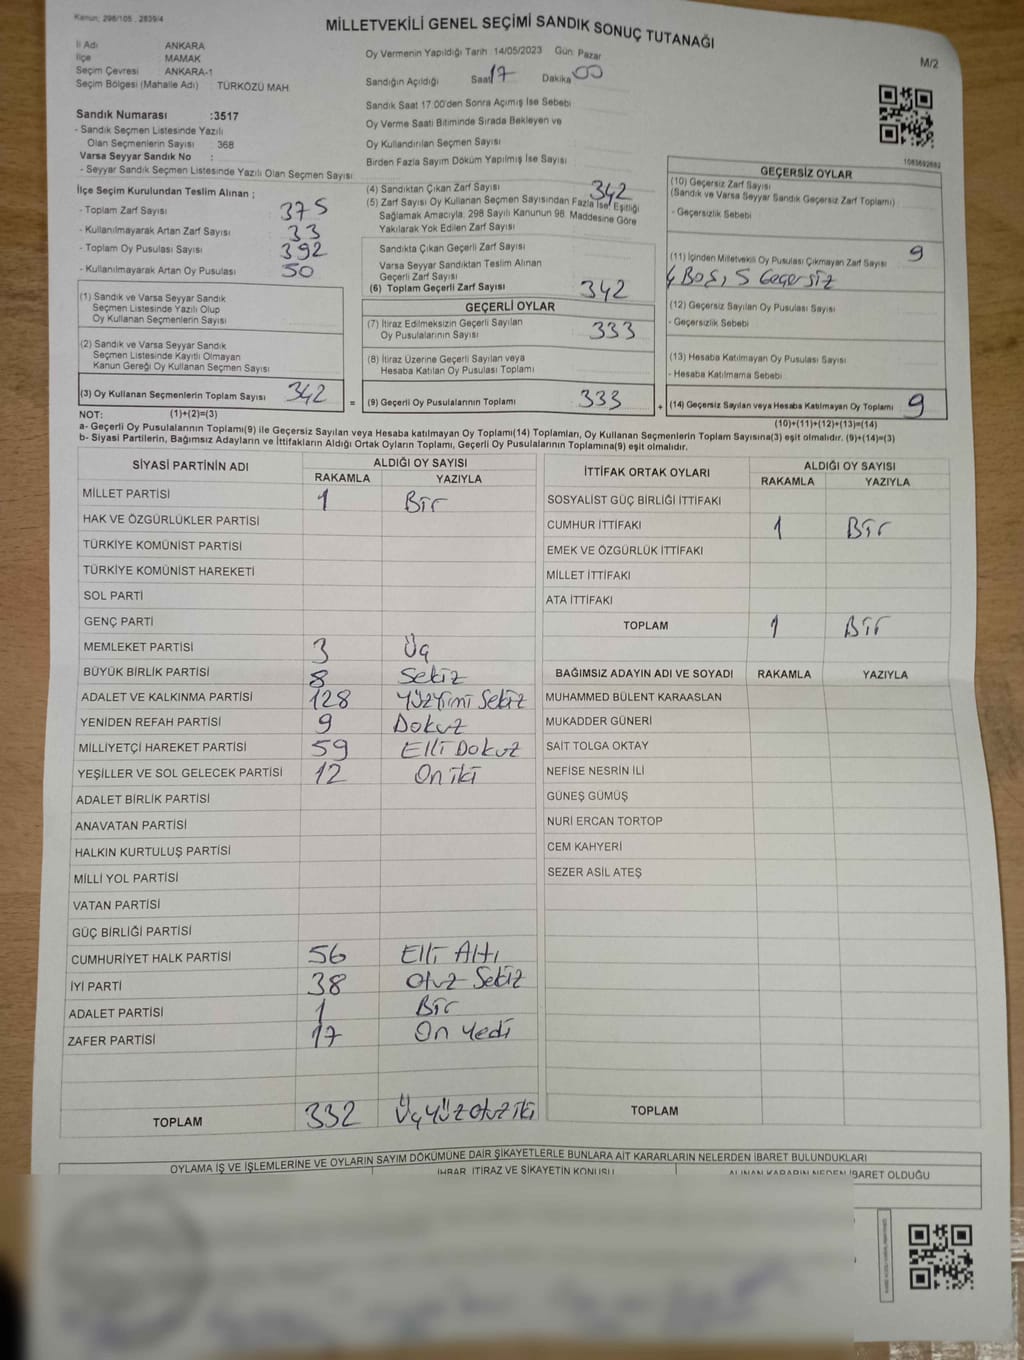 Kanun: 298/105 , 2839/4
MİLLETVEKİLİ GENEL SEÇİMİ SANDIK SONUÇ TUTANAĞI
M/2
İl Adı ANKARA
İlçe MAMAK
Seçim Çevresi ANKARA-1
Seçim Bölgesi (Mahalle Adı) : TÜRKÖZÜ MAH.
Sandık Numarası :3517
- Sandık Seçmen Listesinde Yazılı
Olan Seçmenlerin Sayısı : 368
Varsa Seyyar Sandık No :
- Seyyar Sandık Seçmen Listesinde Yazılı Olan Seçmen Sayısı :
Oy Vermenin Yapıldığı Tarih 14/05/2023 Gün: Pazar
Sandığın Açıldığı Saat 17 Dakika 00
Sandık Saat 17.00'den Sonra Açımış İse Sebebi
Oy Verme Saati Bitiminde Sırada Bekleyen ve
Oy Kullandırılan Seçmen Sayısı
Birden Fazla Sayım Döküm Yapılmış İse Sayısı
1083692682
İlçe Seçim Kurulundan Teslim Alınan ;
- Toplam Zarf Sayısı 375
- Kullanılmayarak Artan Zarf Sayısı 33
- Toplam Oy Pusulası Sayısı 392
- Kullanılmayarak Artan Oy Pusulası 50
(1) Sandık ve Varsa Seyyar Sandık
Seçmen Listesinde Yazılı Olup
Oy Kullanan Seçmenlerin Sayısı
(2) Sandık ve Varsa Seyyar Sandık
Seçmen Listesinde Kayıtlı Olmayan
Kanun Gereği Oy Kullanan Seçmen Sayısı
(3) Oy Kullanan Seçmenlerin Toplam Sayısı 342 =
(4) Sandıktan Çıkan Zarf Sayısı 342
(5) Zarf Sayısı Oy Kullanan Seçmen Sayısından Fazla İse, Eşitliği
Sağlamak Amacıyla, 298 Sayılı Kanunun 98. Maddesine Göre
Yakılarak Yok Edilen Zarf Sayısı
Sandıkta Çıkan Geçerli Zarf Sayısı
Varsa Seyyar Sandıktan Teslim Alınan
Geçerli Zarf Sayısı
(6) Toplam Geçerli Zarf Sayısı 342
GEÇERLİ OYLAR
(7) İtiraz Edilmeksizin Geçerli Sayılan
Oy Pusulalarının Sayısı 333
(8) İtiraz Üzerine Geçerli Sayılan veya
Hesaba Katılan Oy Pusulası Toplamı
(9) Geçerli Oy Pusulalarının Toplamı 333 +
GEÇERSİZ OYLAR
(10) Geçersiz Zarf Sayısı
(Sandık ve Varsa Seyyar Sandık Geçersiz Zarf Toplamı)
- Geçersizlik Sebebi
(11) İçinden Milletvekili Oy Pusulası Çıkmayan Zarf Sayısı 9
4 Boş, 5 Geçersiz
(12) Geçersiz Sayılan Oy Pusulası Sayısı
- Geçersizlik Sebebi
(13) Hesaba Katılmayan Oy Pusulası Sayısı
- Hesaba Katılmama Sebebi
(14) Geçersiz Sayılan veya Hesaba Katılmayan Oy Toplamı 9
NOT: (1)+(2)=(3) (10)+(11)+(12)+(13)=(14)
a- Geçerli Oy Pusulalarının Toplamı(9) ile Geçersiz Sayılan veya Hesaba katılmayan Oy Toplamı(14) Toplamları, Oy Kullanan Seçmenlerin Toplam Sayısına(3) eşit olmalıdır. (9)+(14)=(3)
b- Siyasi Partilerin, Bağımsız Adayların ve İttifakların Aldığı Ortak Oyların Toplamı, Geçerli Oy Pusulalarının Toplamına(9) eşit olmalıdır.
SİYASİ PARTİNİN ADI ALDIĞI OY SAYISI
RAKAMLA YAZIYLA
MİLLET PARTİSİ 1 Bir
HAK VE ÖZGÜRLÜKLER PARTİSİ
TÜRKİYE KOMÜNİST PARTİSİ
TÜRKİYE KOMÜNİST HAREKETİ
SOL PARTİ
GENÇ PARTİ
MEMLEKET PARTİSİ 3 Üç
BÜYÜK BİRLİK PARTİSİ 8 Sekiz
ADALET VE KALKINMA PARTİSİ 128 Yüzyirmi Sekiz
YENİDEN REFAH PARTİSİ 9 Dokuz
MİLLİYETÇİ HAREKET PARTİSİ 59 Elli Dokuz
YEŞİLLER VE SOL GELECEK PARTİSİ 12 On iki
ADALET BİRLİK PARTİSİ
ANAVATAN PARTİSİ
HALKIN KURTULUŞ PARTİSİ
MİLLİ YOL PARTİSİ
VATAN PARTİSİ
GÜÇ BİRLİĞİ PARTİSİ
CUMHURİYET HALK PARTİSİ 56 Elli Altı
İYİ PARTİ 38 Otuz Sekiz
ADALET PARTİSİ 1 Bir
ZAFER PARTİSİ 17 On Yedi
TOPLAM 332 Üç Yüz Otuz iki
İTTİFAK ORTAK OYLARI ALDIĞI OY SAYISI
RAKAMLA YAZIYLA
SOSYALİST GÜÇ BİRLİĞİ İTTİFAKI
CUMHUR İTTİFAKI 1 Bir
EMEK VE ÖZGÜRLÜK İTTİFAKI
MİLLET İTTİFAKI
ATA İTTİFAKI
TOPLAM 1 Bir
BAĞIMSIZ ADAYIN ADI VE SOYADI RAKAMLA YAZIYLA
MUHAMMED BÜLENT KARAASLAN
MUKADDER GÜNERİ
SAİT TOLGA OKTAY
NEFİSE NESRİN İLİ
GÜNEŞ GÜMÜŞ
NURİ ERCAN TORTOP
CEM KAHYERİ
SEZER ASİL ATEŞ
TOPLAM
OYLAMA İŞ VE İŞLEMLERİNE VE OYLARIN SAYIM DÖKÜMÜNE DAİR ŞİKAYETLERLE BUNLARA AİT KARARLARIN NELERDEN İBARET BULUNDUKLARI
İHBAR, İTİRAZ VE ŞİKAYETİN KONUSU ALINAN KARARIN NEDEN İBARET OLDUĞU